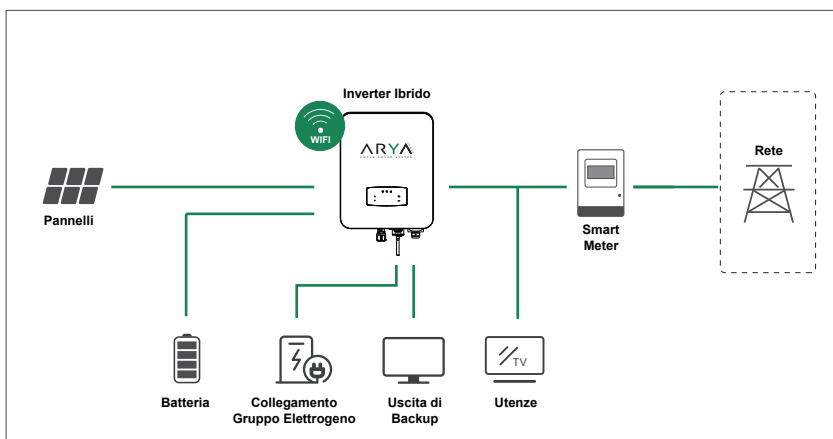 Inverter Ibrido
WIFI
ARYA
Pannelli
Smart
Meter
Rete
Batteria
Collegamento
Gruppo Elettrogeno
Uscita di
Backup
TV
Utenze